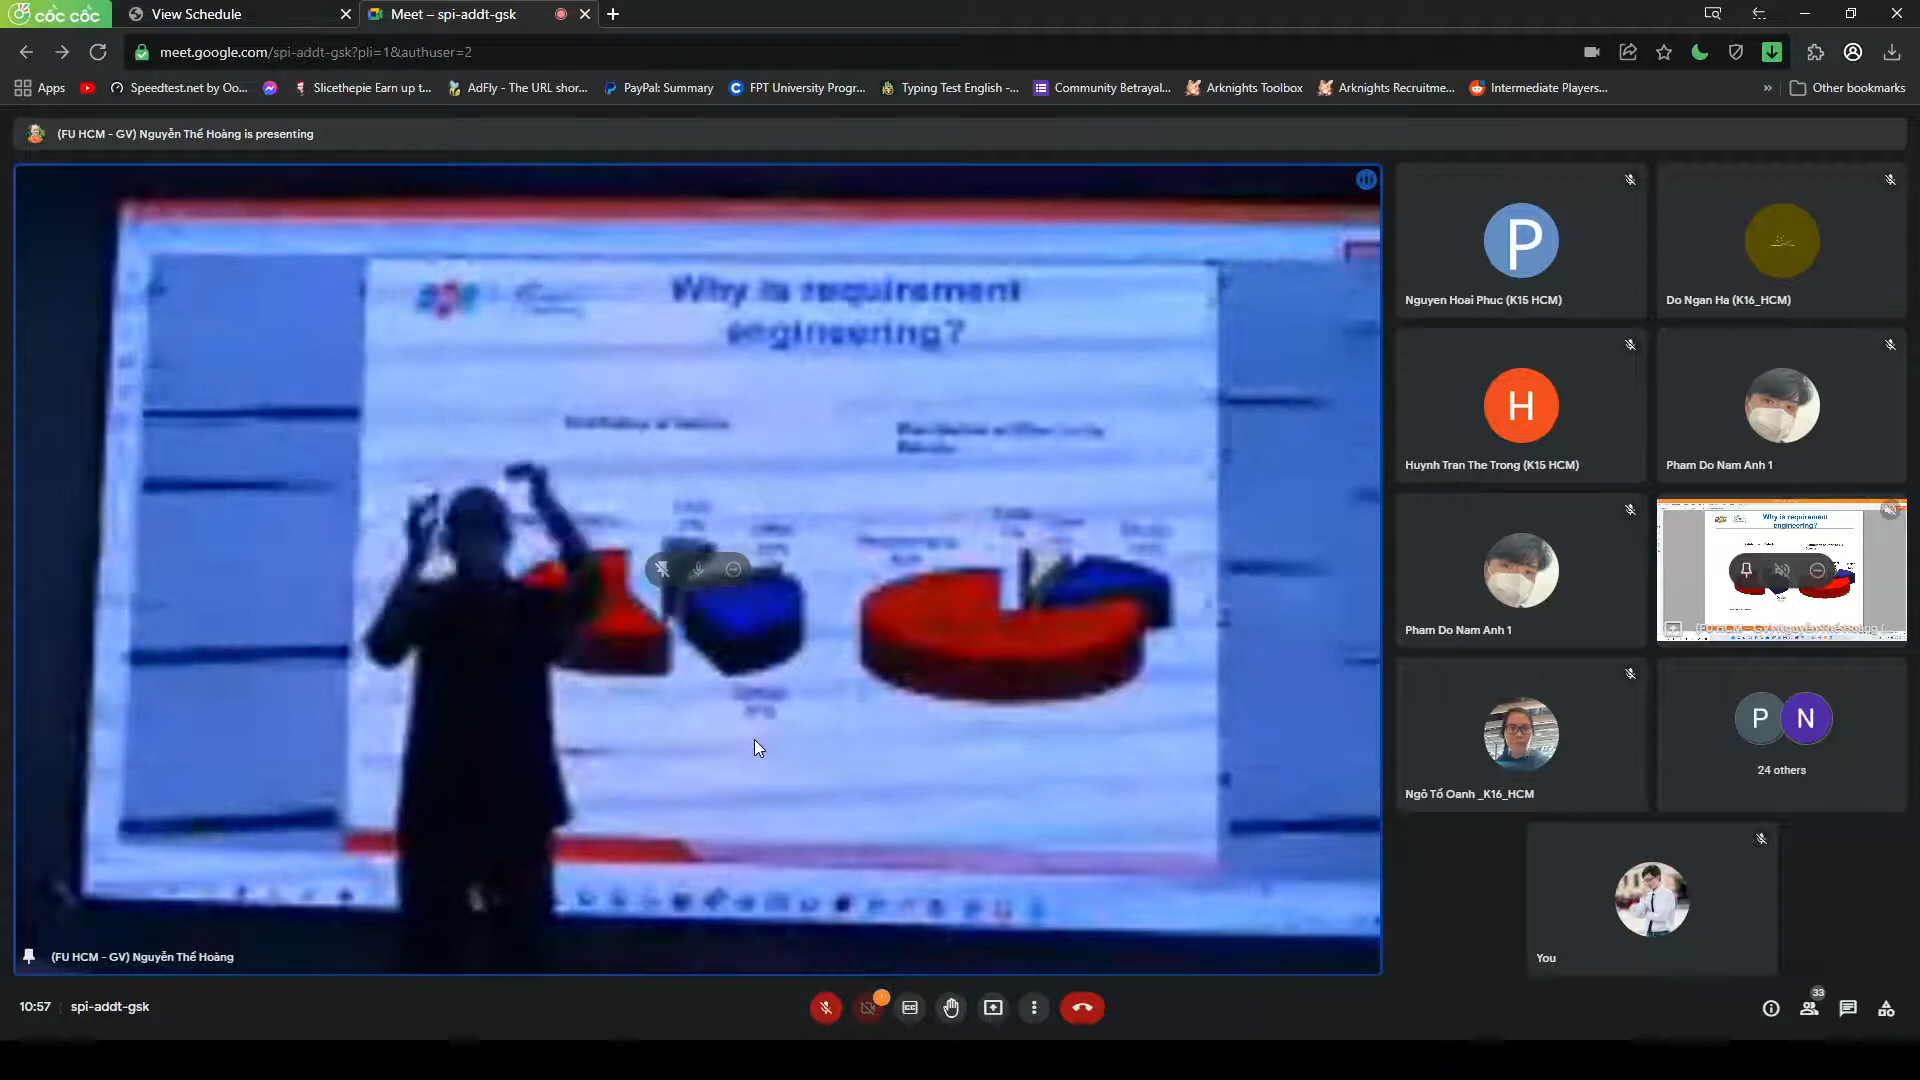 cốc cốc
View Schedule
Meet – spi-addt-gsk
meet.google.com/spi-addt-gsk?pli=1&authuser=2
Apps
Speedtest.net by Oo...
Slicethepie Earn up t...
AdFly - The URL shor...
PayPal: Summary
FPT University Progr...
Typing Test English -...
Community Betrayal...
Arknights Toolbox
Arknights Recruitme...
Intermediate Players...
»
Other bookmarks
(FU HCM - GV) Nguyễn Thế Hoàng is presenting
Why is requirement
engineering?
(FU HCM - GV) Nguyễn Thế Hoàng
P
Nguyen Hoai Phuc (K15 HCM)
Do Ngan Ha (K16_HCM)
H
Huynh Tran The Trong (K15 HCM)
Pham Do Nam Anh 1
Pham Do Nam Anh 1
Why is requirement
engineering?
Ngô Tố Oanh _K16_HCM
P N
24 others
You
10:57 | spi-addt-gsk
33